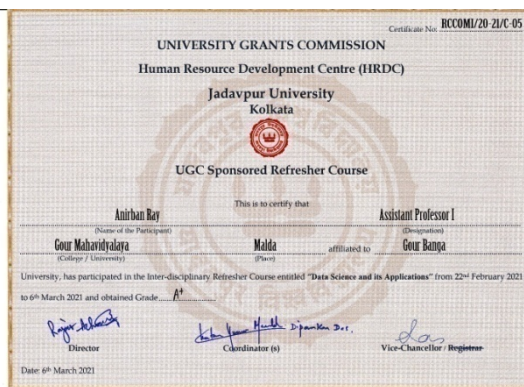 Certificate No. RCCOMI/20-21/C-05
UNIVERSITY GRANTS COMMISSION
Human Resource Development Centre (HRDC)
Jadavpur University
Kolkata
UGC Sponsored Refresher Course
This is to certify that
Anirban Ray Assistant Professor I
(Name of the Participant) (Designation)
Gour Mahavidyalaya Malda affiliated to Gour Banga
(College / University) (Place)
University, has participated in the Inter-disciplinary Refresher Course entitled "Data Science and its Applications" from 22nd February 2021
to 6th March 2021 and obtained Grade......A+..........
Dipankar Das.
Director Coordinator (s) Vice-Chancellor / Registrar
Date: 6th March 2021